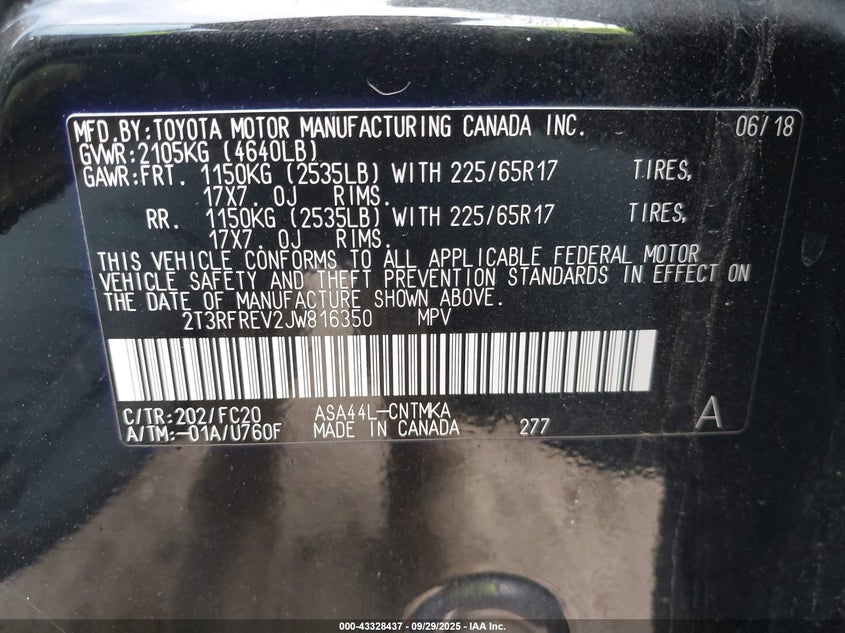 MFD.BY:TOYOTA MOTOR MANUFACTURING CANADA INC. 06/18
GVWR:2105KG (4640LB)
GAWR:FRT. 1150KG (2535LB) WITH 225/65R17 TIRES,
17X7. 0J RIMS.
RR. 1150KG (2535LB) WITH 225/65R17 TIRES,
17X7. 0J RIMS.
THIS VEHICLE CONFORMS TO ALL APPLICABLE FEDERAL MOTOR
VEHICLE SAFETY AND THEFT PREVENTION STANDARDS IN EFFECT ON
THE DATE OF MANUFACTURE SHOWN ABOVE.
2T3RFREV2JW816350 MPV
C/TR:202/FC20 ASA44L-CNTMKA A
A/TM:-01A/U760F MADE IN CANADA 277
000-43328437 - 09/29/2025 - IAA Inc.